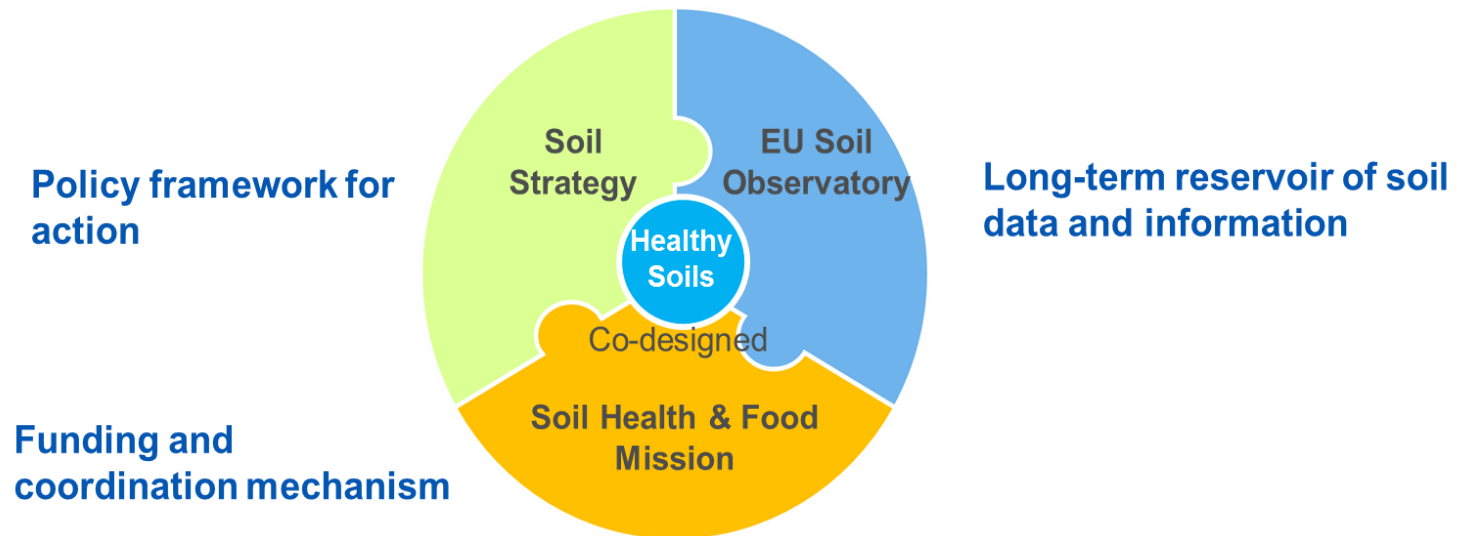 Soil
Strategy
EU Soil
Observatory
Policy framework for
action
Long-term reservoir of soil
data and information
Healthy
Soils
Co-designed
Soil Health & Food
Mission
Funding and
coordination mechanism